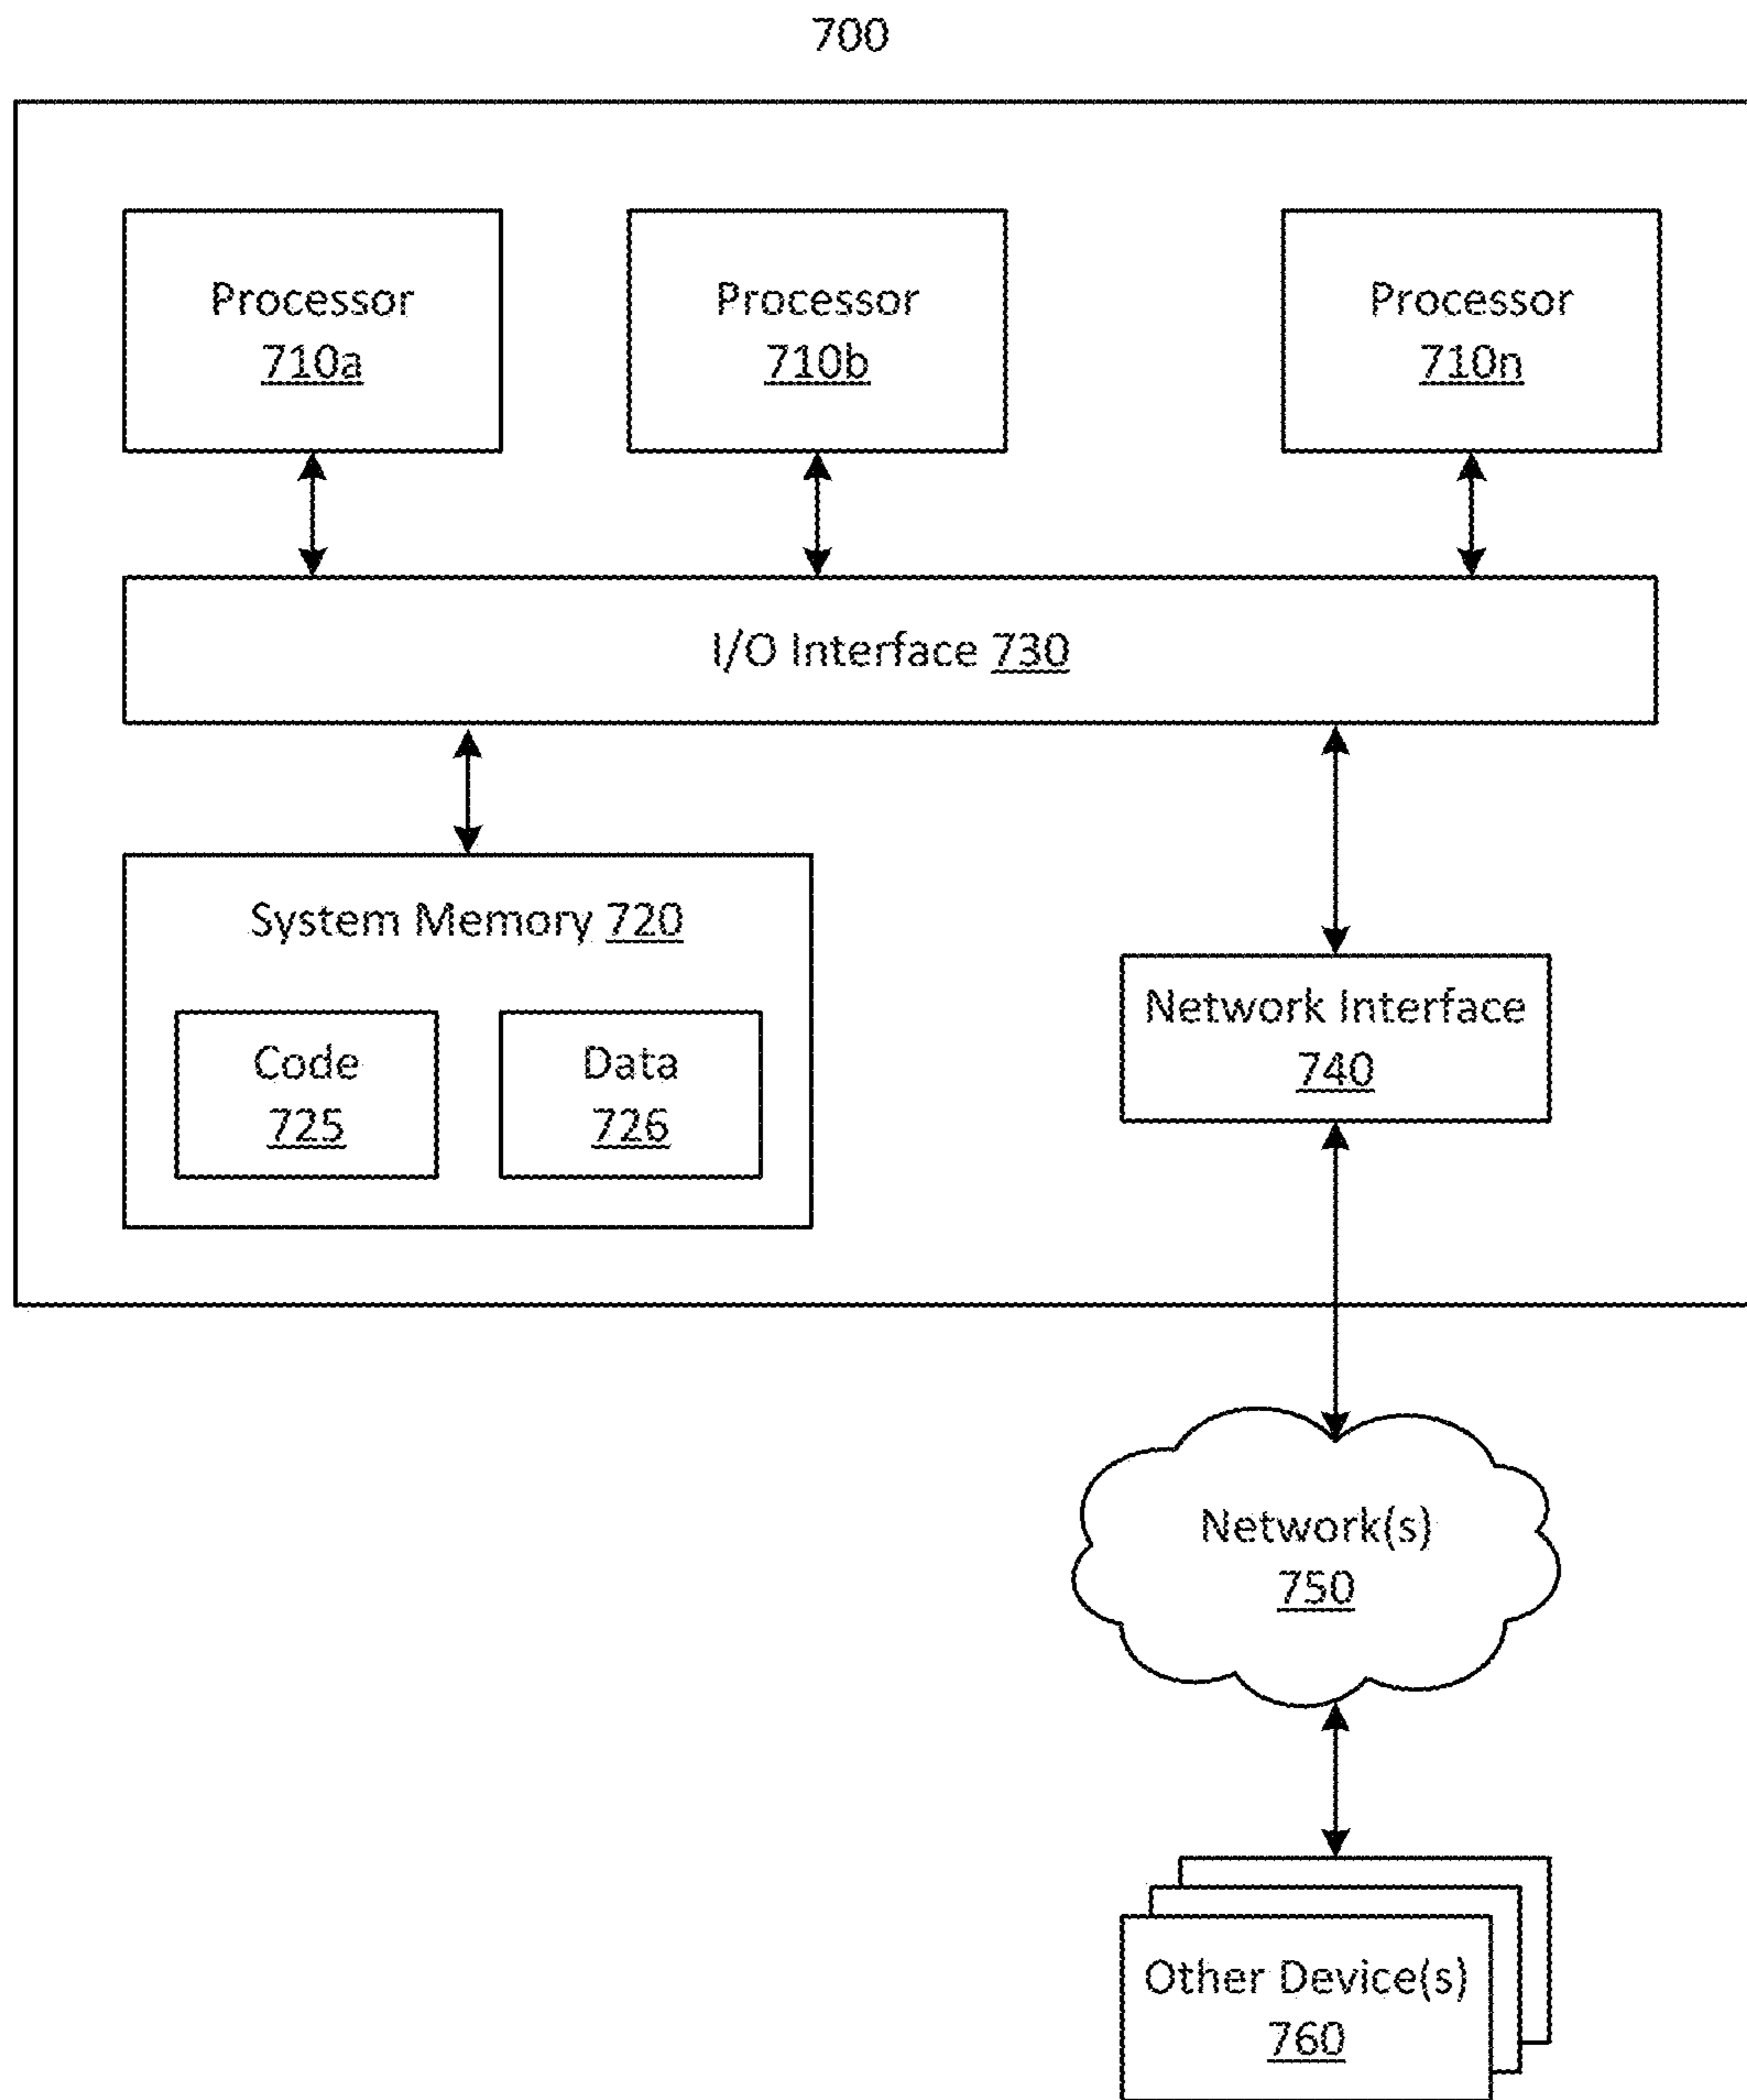 700
Processor
710a
Processor
710b
Processor
710n
I/O Interface 730
System Memory 720
Code
725
Data
726
Network Interface
740
Network(s)
750
Other Device(s)
760